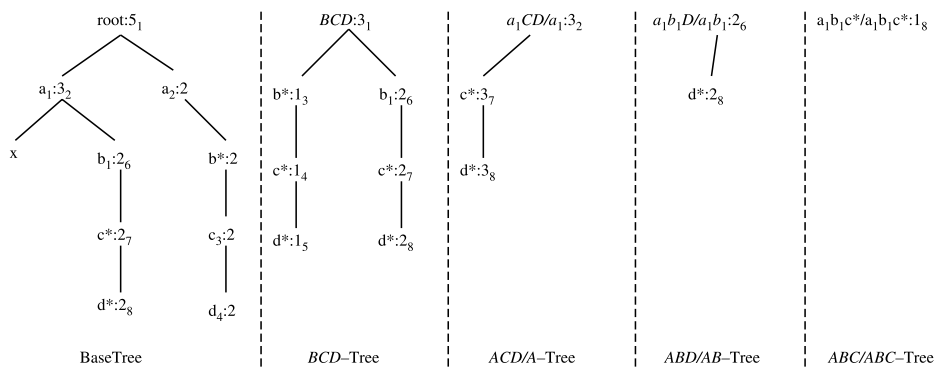 root:5₁ BCD:3₁ a₁CD/a₁:3₂ a₁b₁D/a₁b₁:2₆ a₁b₁c*/a₁b₁c*:1₈
a₁:3₂ a₂:2 b*:1₃ b₁:2₆ c*:3₇ d*:2₈
x b₁:2₆ b*:2 c*:1₄ c*:2₇ d*:3₈
c*:2₇ c₃:2 d*:1₅ d*:2₈
d*:2₈ d₄:2
BaseTree BCD–Tree ACD/A–Tree ABD/AB–Tree ABC/ABC–Tree